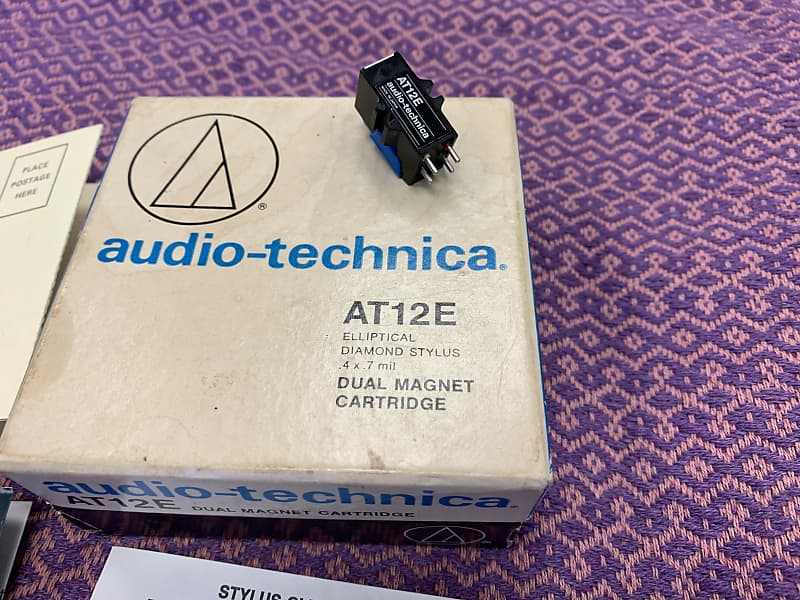 PLACE
POSTAGE
HERE
AT12E
audio-technica
®
audio-technica®
AT12E
ELLIPTICAL
DIAMOND STYLUS
.4 x .7 mil
DUAL MAGNET
CARTRIDGE
audio-technica®
AT12E DUAL MAGNET CARTRIDGE
STYLUS